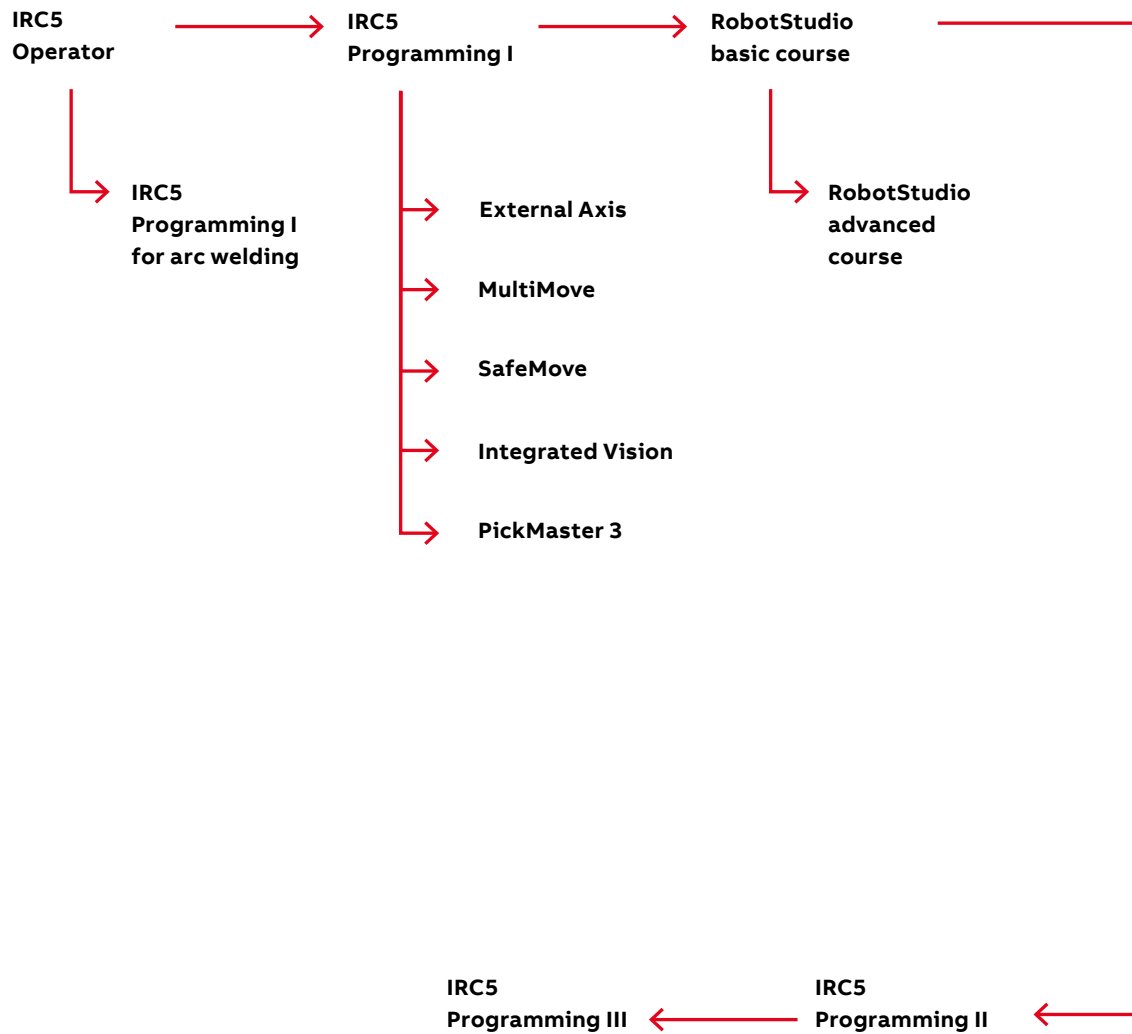 IRC5
Operator
IRC5
Programming I
RobotStudio
basic course
IRC5
Programming I
for arc welding
External Axis
MultiMove
SafeMove
Integrated Vision
PickMaster 3
RobotStudio
advanced
course
IRC5
Programming III
IRC5
Programming II